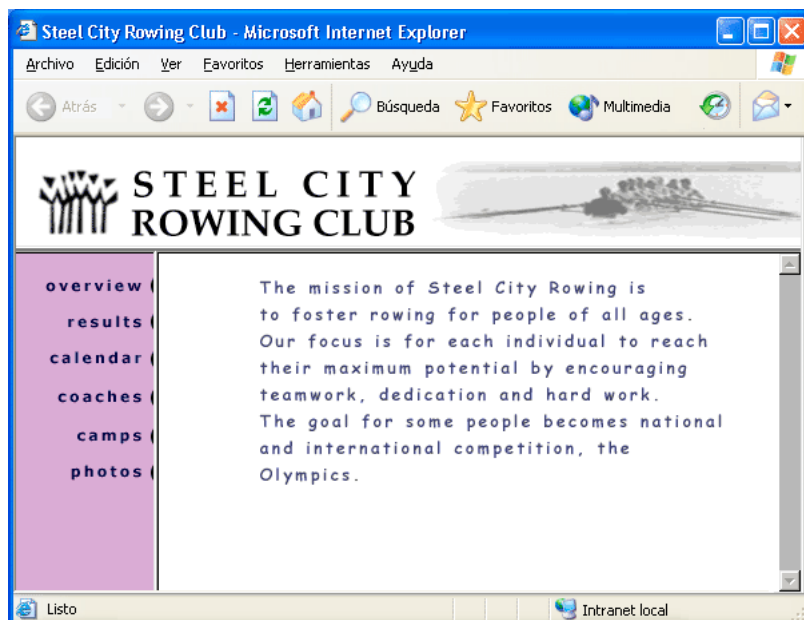 Steel City Rowing Club - Microsoft Internet Explorer
Archivo Edición Ver Favoritos Herramientas Ayuda
Atrás Búsqueda Favoritos Multimedia
STEEL CITY
ROWING CLUB
overview
results
calendar
coaches
camps
photos
The mission of Steel City Rowing is
to foster rowing for people of all ages.
Our focus is for each individual to reach
their maximum potential by encouraging
teamwork, dedication and hard work.
The goal for some people becomes national
and international competition, the
Olympics.
Listo Intranet local